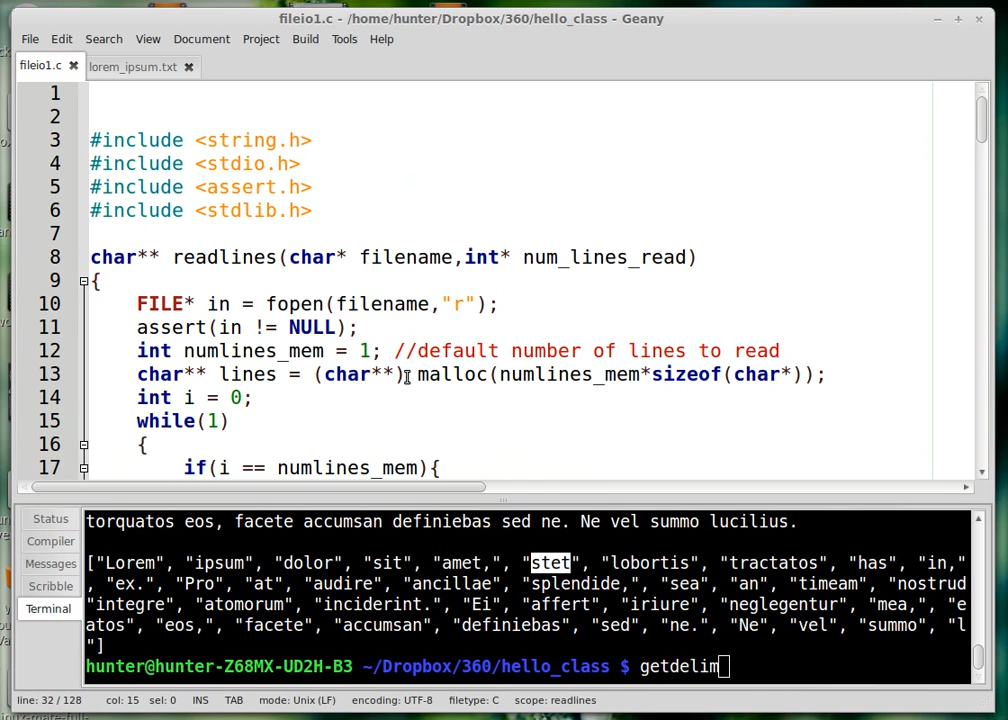 fileio1.c - /home/hunter/Dropbox/360/hello_class - Geany
File Edit Search View Document Project Build Tools Help
fileio1.c lorem_ipsum.txt
1
2
3 #include <string.h>
4 #include <stdio.h>
5 #include <assert.h>
6 #include <stdlib.h>
7
8 char** readlines(char* filename,int* num_lines_read)
9 {
10 FILE* in = fopen(filename,"r");
11 assert(in != NULL);
12 int numlines_mem = 1; //default number of lines to read
13 char** lines = (char**) malloc(numlines_mem*sizeof(char*));
14 int i = 0;
15 while(1)
16 {
17 if(i == numlines_mem){
Status
Compiler
Messages
Scribble
Terminal
torquatos eos, facete accumsan definiebas sed ne. Ne vel summo lucilius.
["Lorem", "ipsum", "dolor", "sit", "amet,", "stet", "lobortis", "tractatos", "has", "in,"
, "ex.", "Pro", "at", "audire", "ancillae", "splendide,", "sea", "an", "timeam", "nostrud
"integre", "atomorum", "inciderint.", "Ei", "affert", "iriure", "neglegentur", "mea,", "e
atos", "eos,", "facete", "accumsan", "definiebas", "sed", "ne.", "Ne", "vel", "summo", "l
"]
hunter@hunter-Z68MX-UD2H-B3 ~/Dropbox/360/hello_class $ getdelim
line: 32 / 128 col: 15 sel: 0 INS TAB mode: Unix (LF) encoding: UTF-8 filetype: C scope: readlines